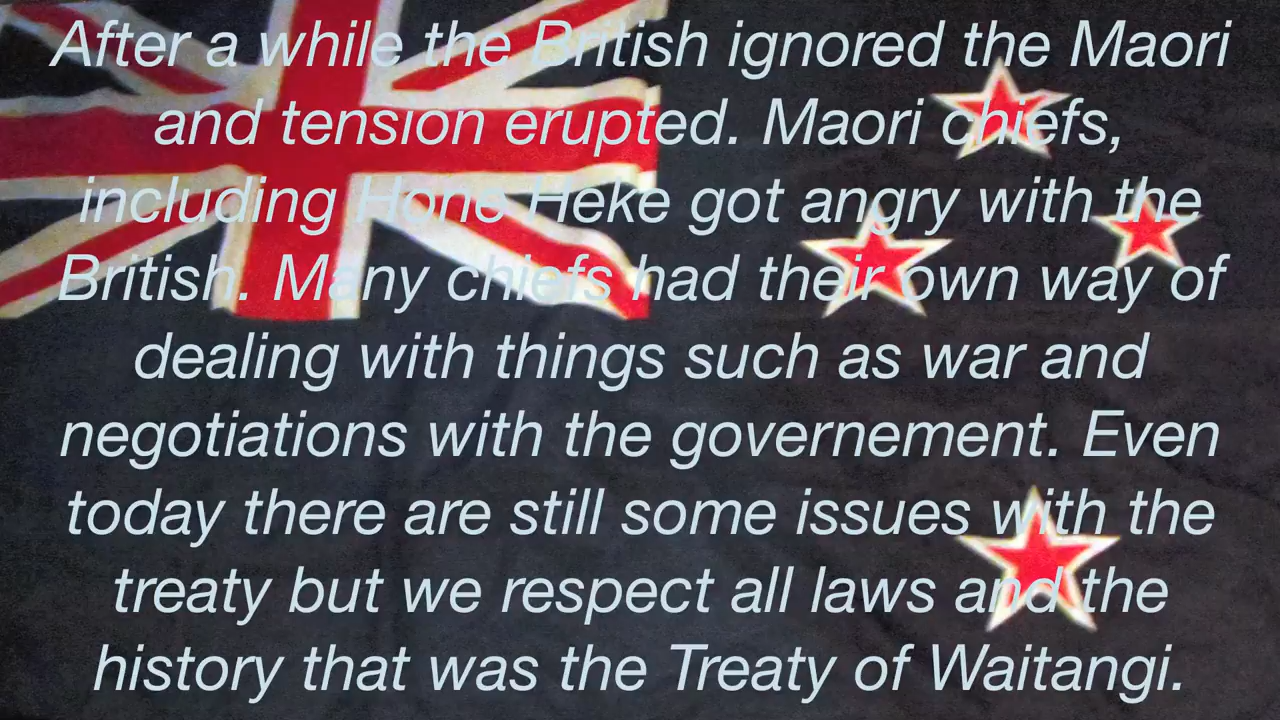 After a while the British ignored the Maori
and tension erupted. Maori chiefs,
including Hone Heke got angry with the
British. Many chiefs had their own way of
dealing with things such as war and
negotiations with the governement. Even
today there are still some issues with the
treaty but we respect all laws and the
history that was the Treaty of Waitangi.